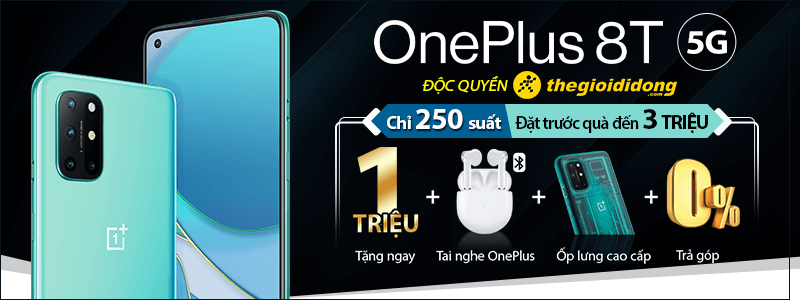 OnePlus 8T 5G
ĐỘC QUYỀN thegioididong.com
Chỉ 250 suất Đặt trước quà đến 3 TRIỆU
1 TRIỆU + + + 0%
Tặng ngay Tai nghe OnePlus Ốp lưng cao cấp Trả góp